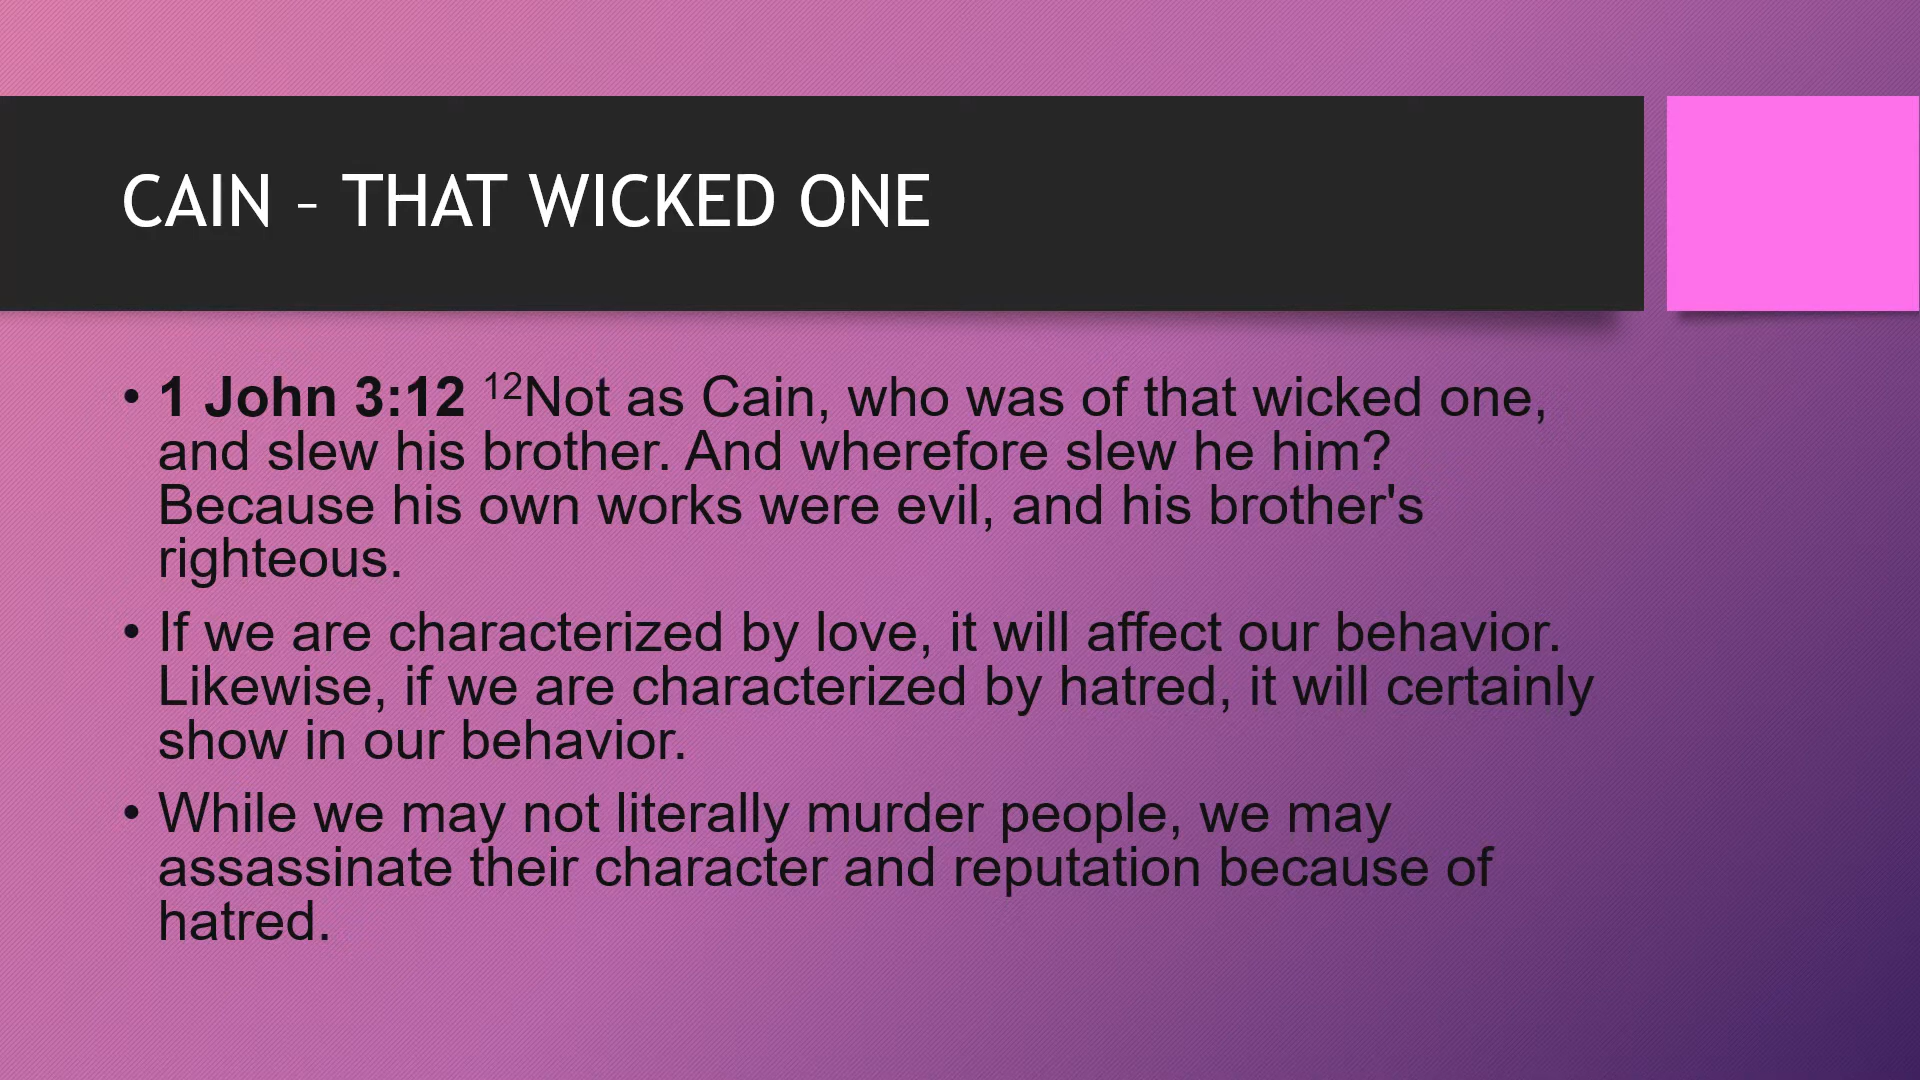 CAIN – THAT WICKED ONE
• 1 John 3:12 12Not as Cain, who was of that wicked one,
and slew his brother. And wherefore slew he him?
Because his own works were evil, and his brother's
righteous.
• If we are characterized by love, it will affect our behavior.
Likewise, if we are characterized by hatred, it will certainly
show in our behavior.
• While we may not literally murder people, we may
assassinate their character and reputation because of
hatred.